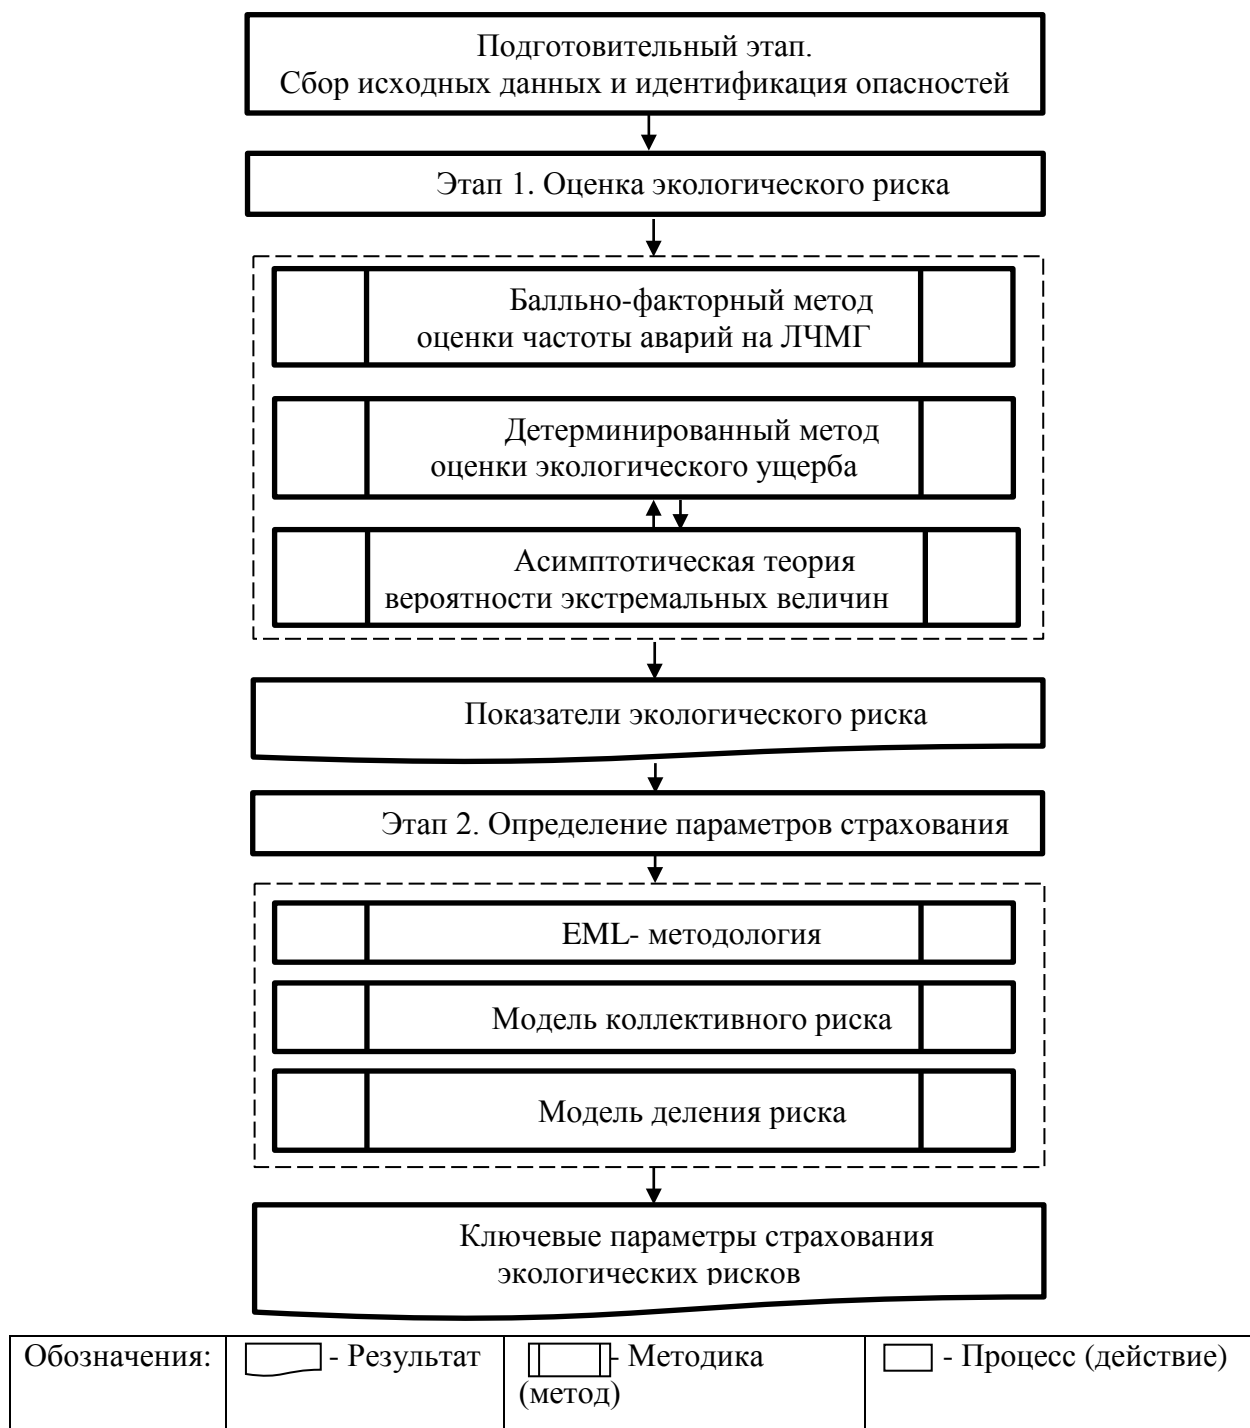 Подготовительный этап.
Сбор исходных данных и идентификация опасностей
Этап 1. Оценка экологического риска
Балльно-факторный метод
оценки частоты аварий на ЛЧМГ
Детерминированный метод
оценки экологического ущерба
Асимптотическая теория
вероятности экстремальных величин
Показатели экологического риска
Этап 2. Определение параметров страхования
EML- методология
Модель коллективного риска
Модель деления риска
Ключевые параметры страхования
экологических рисков
Обозначения:
- Результат
- Методика
(метод)
- Процесс (действие)